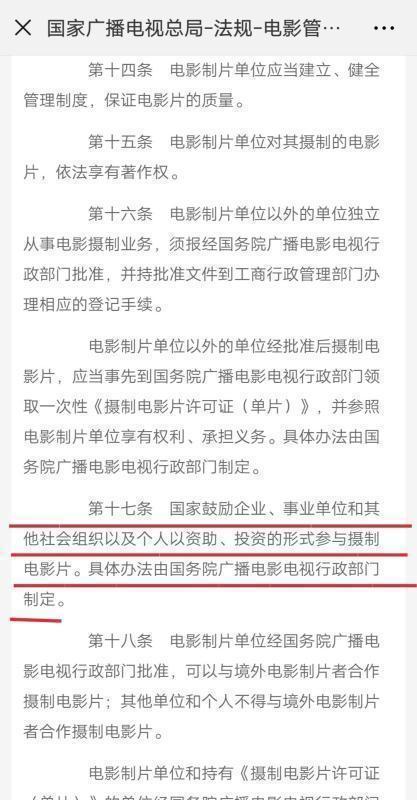 国家广播电视总局-法规-电影管…
第十四条　电影制片单位应当建立、健全
管理制度，保证电影片的质量。
第十五条　电影制片单位对其摄制的电影
片，依法享有著作权。
第十六条　电影制片单位以外的单位独立
从事电影摄制业务，须报经国务院广播电影电视行
政部门批准，并持批准文件到工商行政管理部门办
理相应的登记手续。
电影制片单位以外的单位经批准后摄制电
影片，应当事先到国务院广播电影电视行政部门领
取一次性《摄制电影片许可证（单片）》，并参照
电影制片单位享有权利、承担义务。具体办法由国
务院广播电影电视行政部门制定。
第十七条　国家鼓励企业、事业单位和其
他社会组织以及个人以资助、投资的形式参与摄制
电影片。具体办法由国务院广播电影电视行政部门
制定。
第十八条　电影制片单位经国务院广播电
影电视行政部门批准，可以与境外电影制片者合作
摄制电影片；其他单位和个人不得与境外电影制片
者合作摄制电影片。
电影制片单位和持有《摄制电影片许可证
（单片）》的单位经国务院广播电影电视行政部门